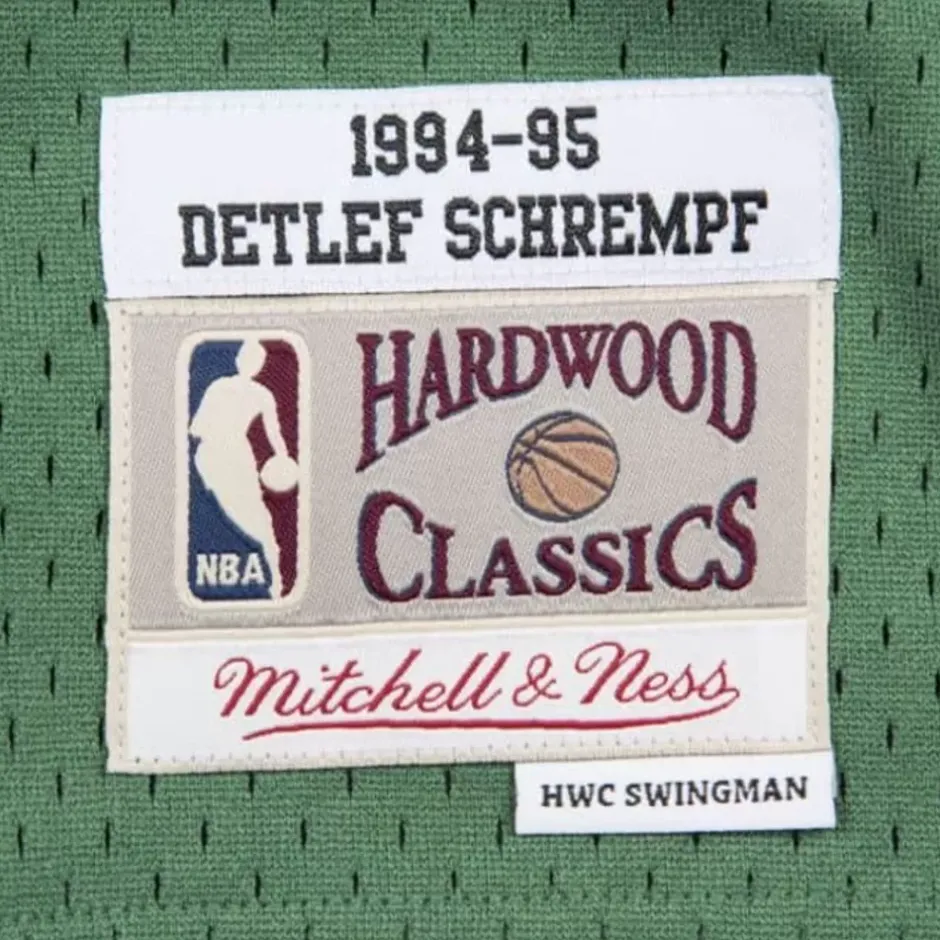 1994-95
DETLEF SCHREMPF
HARDWOOD
CLASSICS
NBA
Mitchell & Ness
HWC SWINGMAN